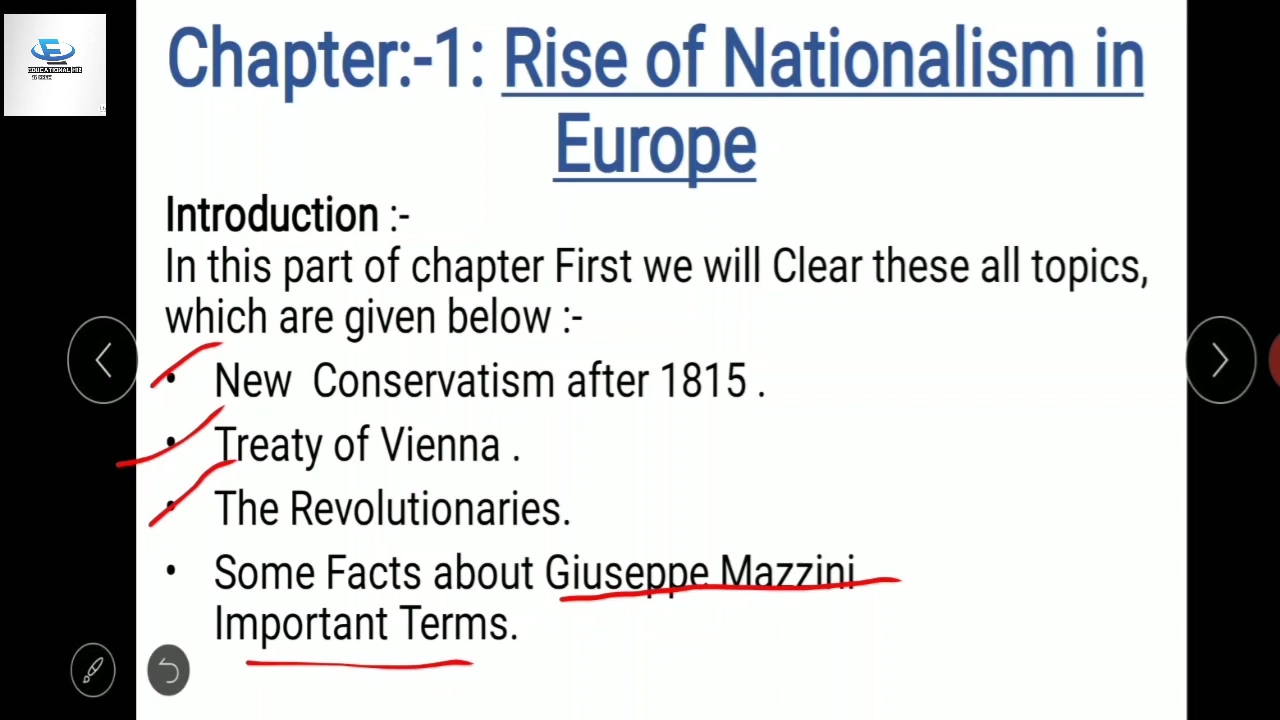 EDUCATIONAL HUB
Chapter:-1: Rise of Nationalism in
Europe
Introduction :-
In this part of chapter First we will Clear these all topics,
which are given below :-
• New Conservatism after 1815 .
• Treaty of Vienna .
• The Revolutionaries.
• Some Facts about Giuseppe Mazzini
Important Terms.